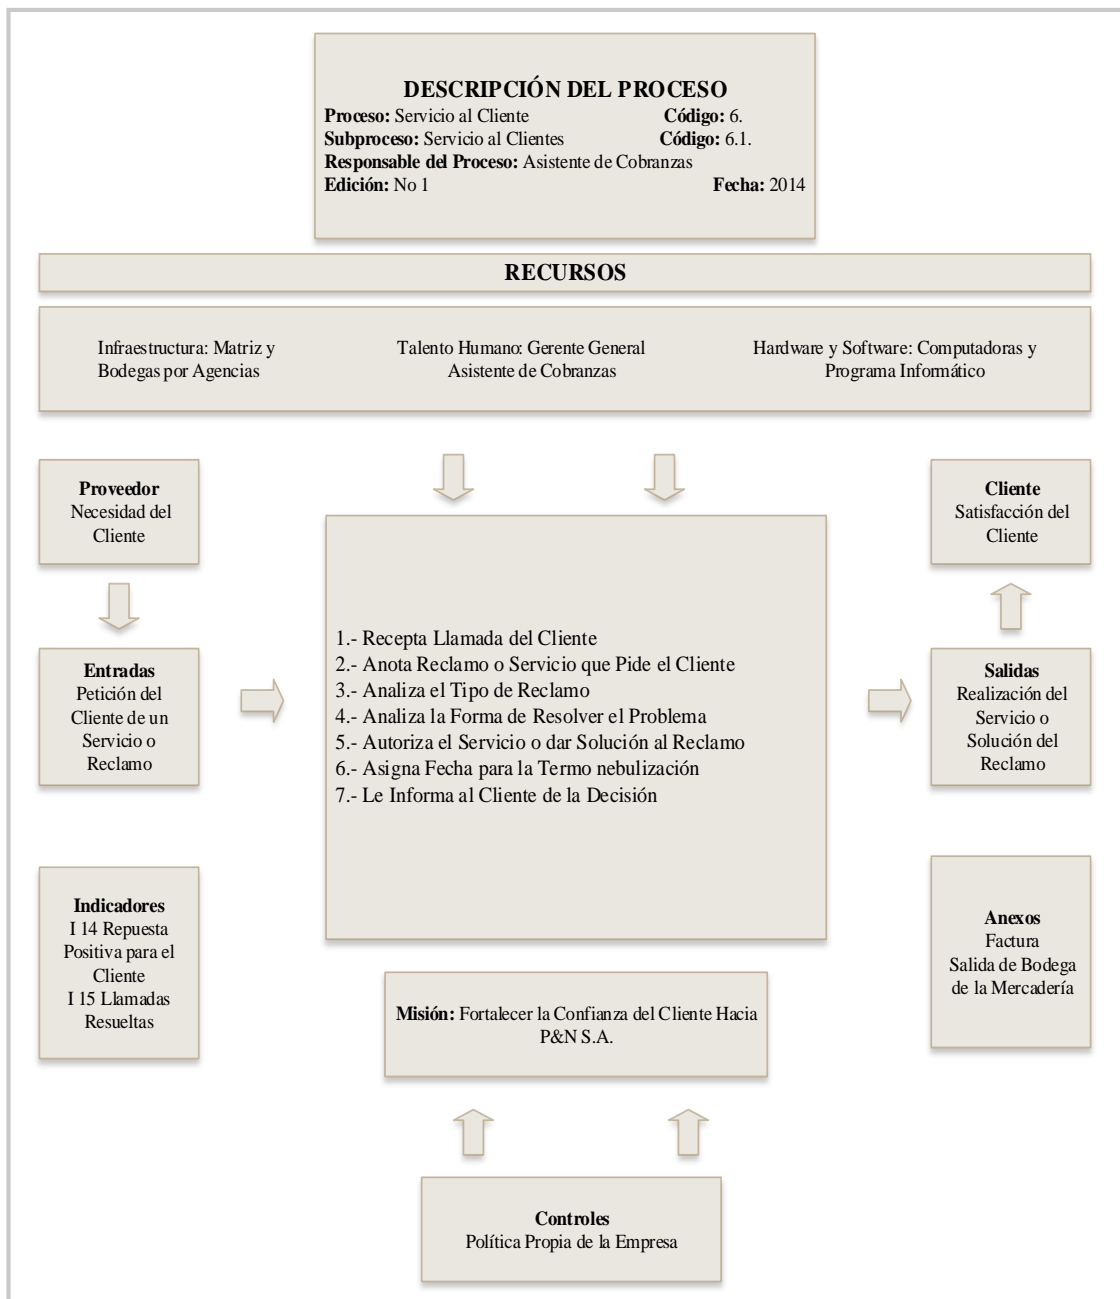 DESCRIPCIÓN DEL PROCESO
Proceso: Servicio al Cliente Código: 6.
Subproceso: Servicio al Clientes Código: 6.1.
Responsable del Proceso: Asistente de Cobranzas
Edición: No 1 Fecha: 2014
RECURSOS
Infraestructura: Matriz y
Bodegas por Agencias
Talento Humano: Gerente General
Asistente de Cobranzas
Hardware y Software: Computadoras y
Programa Informático
Proveedor
Necesidad del
Cliente
Cliente
Satisfacción del
Cliente
Entradas
Petición del
Cliente de un
Servicio o
Reclamo
1.- Recepta Llamada del Cliente
2.- Anota Reclamo o Servicio que Pide el Cliente
3.- Analiza el Tipo de Reclamo
4.- Analiza la Forma de Resolver el Problema
5.- Autoriza el Servicio o dar Solución al Reclamo
6.- Asigna Fecha para la Termo nebulización
7.- Le Informa al Cliente de la Decisión
Salidas
Realización del
Servicio o
Solución del
Reclamo
Indicadores
I 14 Repuesta
Positiva para el
Cliente
I 15 Llamadas
Resueltas
Anexos
Factura
Salida de Bodega
de la Mercadería
Misión: Fortalecer la Confianza del Cliente Hacia
P&N S.A.
Controles
Política Propia de la Empresa